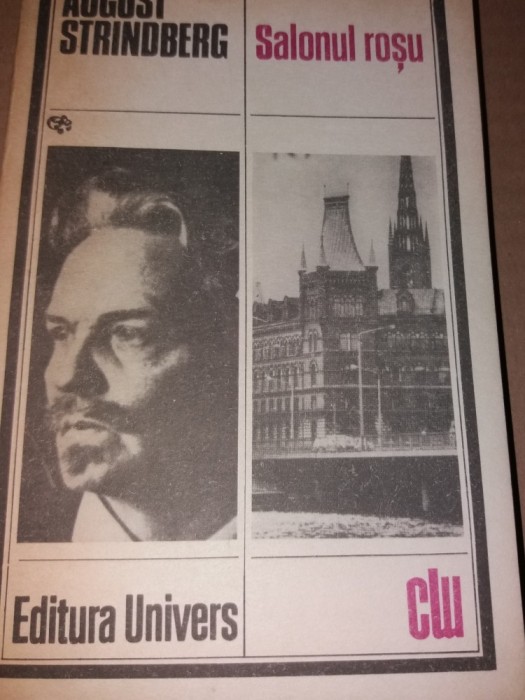 AUGUST
STRINDBERG
Salonul roșu
Editura Univers
clu